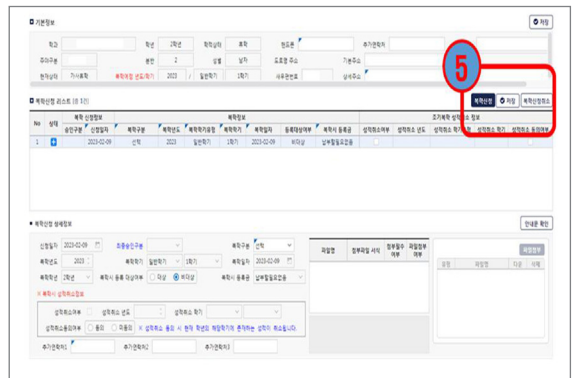 기본정보
저장
학과 학년 2학년 학적상태 휴학 핸드폰 추가연락처
주야구분 분반 2 성별 남자 도로명 주소 기본주소
현재상태 가사휴학 복학예정 년도/학기 2023 / 일반학기 1학기 사유편번호 상세주소
5
복학신청 리스트 (총 1건)
복학신청 저장 복학신청취소
No 상태 복학 신청정보 복학정보 조기복학 성적취소 정보
승인구분 신청일자 복학구분 복학년도 복학학기유형 복학학기 복학일자 등록대상여부 복학시 등록금 성적취소여부 성적취소 년도 성적취소 학기 성적취소 동의여부
1 2023-02-09 산학 2023 일반학기 1학기 2023-02-09 비대상 납부할필요없음
복학신청 상세정보
안내문 확인
신청일자 2023-02-09 최종승인구분 복학구분 산학
복학년도 2023 복학학기 일반학기 1학기 복학일자 2023-02-09
복학학년 2학년 복학시 등록 대상여부 대상 비대상 복학시 등록금 납부할필요없음
※ 복학시 성적취소정보
성적취소여부 성적취소 년도 성적취소 학기
성적취소동의여부 동의 미동의 ※ 성적취소 동의 시 현재 학년의 해당학기에 존재하는 성적이 취소됩니다.
추가연락처1 추가연락처2 추가연락처3
파일명 첨부파일 서식 첨부필수여부 파일첨부여부
파일첨부
유형 파일명 다운 삭제